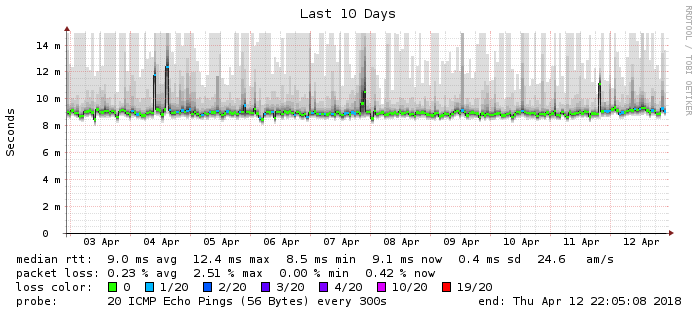 Last 10 Days
RRDTOOL / TOBI OETIKER
Seconds
14 m
12 m
10 m
8 m
6 m
4 m
2 m
0
03 Apr 04 Apr 05 Apr 06 Apr 07 Apr 08 Apr 09 Apr 10 Apr 11 Apr 12 Apr
median rtt: 9.0 ms avg 12.4 ms max 8.5 ms min 9.1 ms now 0.4 ms sd 24.6 am/s
packet loss: 0.23 % avg 2.51 % max 0.00 % min 0.42 % now
loss color: 0 1/20 2/20 3/20 4/20 10/20 19/20
probe: 20 ICMP Echo Pings (56 Bytes) every 300s end: Thu Apr 12 22:05:08 2018